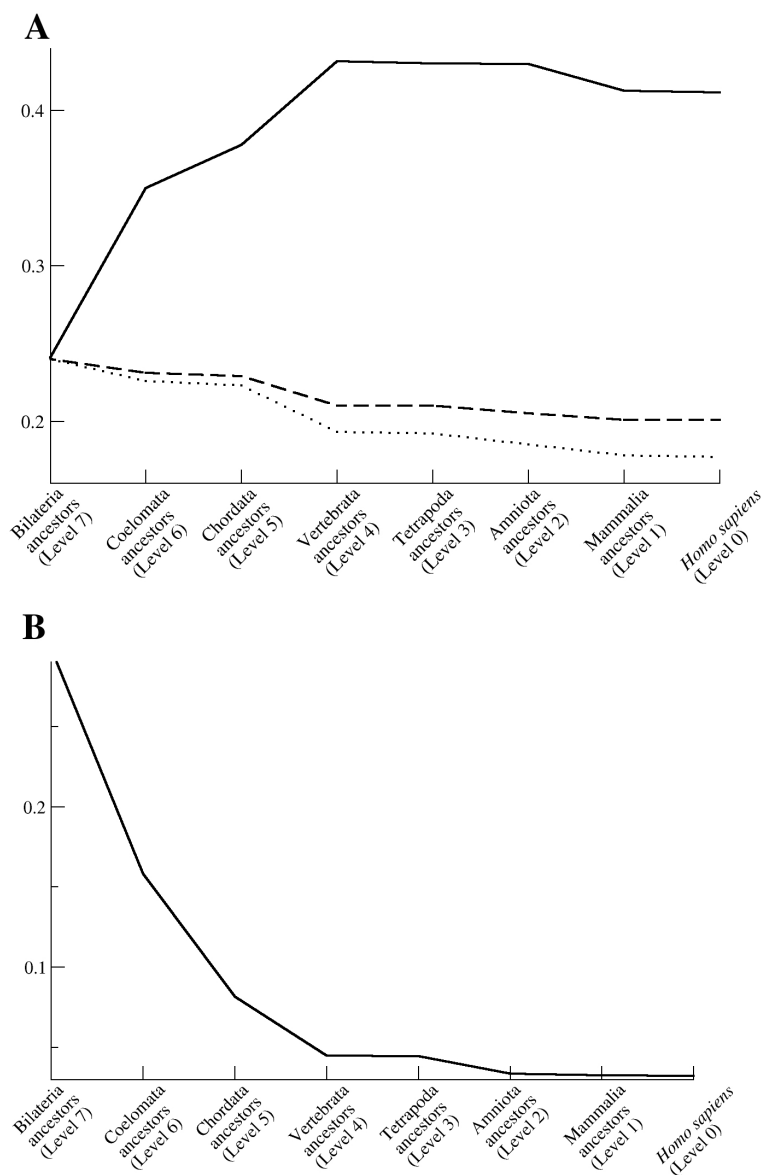 A
0.4
0.3
0.2
Bilateria
ancestors
(Level 7)
Coelomata
ancestors
(Level 6)
Chordata
ancestors
(Level 5)
Vertebrata
ancestors
(Level 4)
Tetrapoda
ancestors
(Level 3)
Amniota
ancestors
(Level 2)
Mammalia
ancestors
(Level 1)
Homo sapiens
(Level 0)
B
0.2
0.1
Bilateria
ancestors
(Level 7)
Coelomata
ancestors
(Level 6)
Chordata
ancestors
(Level 5)
Vertebrata
ancestors
(Level 4)
Tetrapoda
ancestors
(Level 3)
Amniota
ancestors
(Level 2)
Mammalia
ancestors
(Level 1)
Homo sapiens
(Level 0)